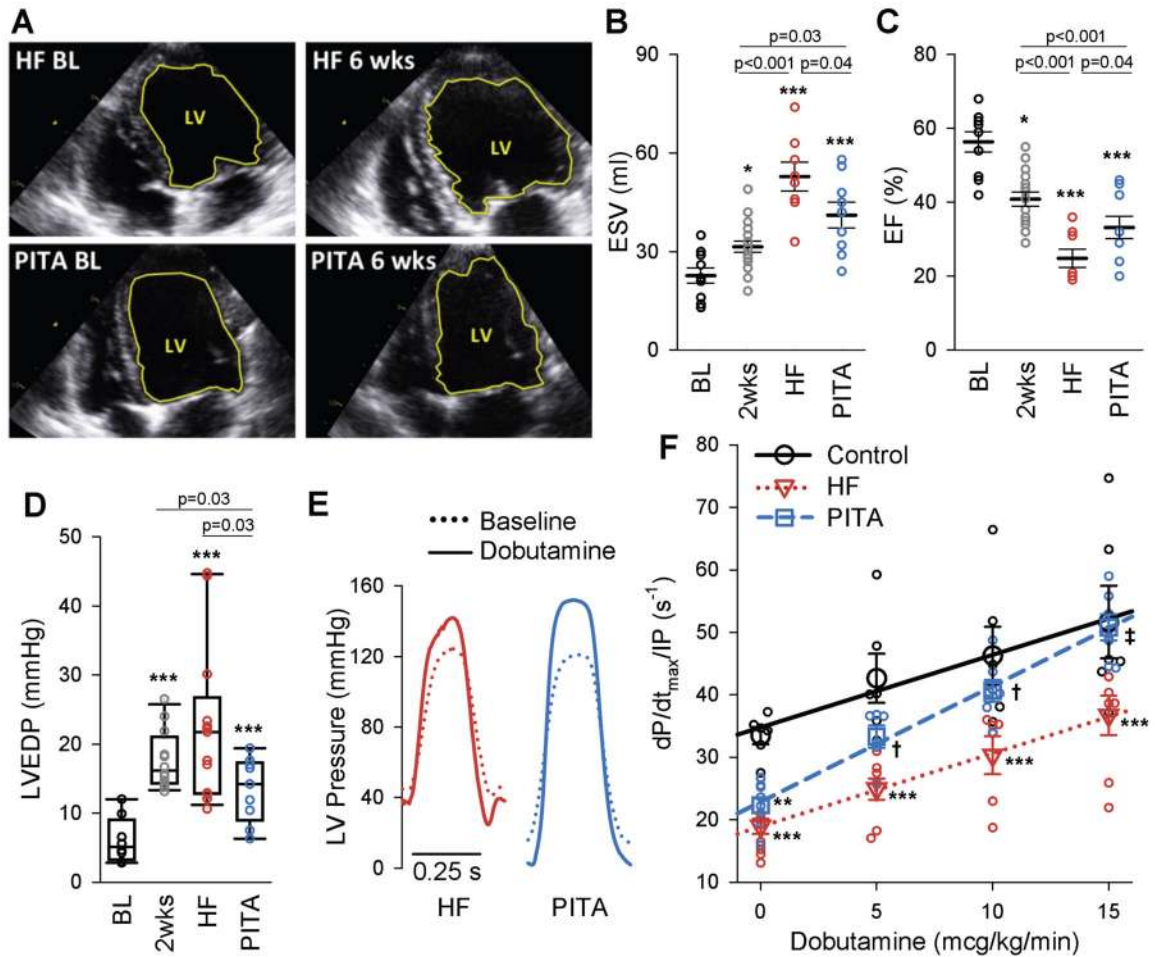 A
HF BL
LV
HF 6 wks
LV
PITA BL
LV
PITA 6 wks
LV
B
p=0.03
p<0.001 p=0.04
***
***
*
ESV (ml)
90
60
30
0
BL
2wks
HF
PITA
C
p<0.001
p<0.001 p=0.04
*
***
***
EF (%)
80
60
40
20
0
BL
2wks
HF
PITA
D
p=0.03
p=0.03
***
***
***
LVEDP (mmHg)
50
40
30
20
10
0
BL
2wks
HF
PITA
E
Baseline
Dobutamine
LV Pressure (mmHg)
160
120
80
40
0
0.25 s
HF
PITA
F
Control
HF
PITA
dP/dtmax/IP (s-1)
80
70
60
50
40
30
20
10
**
***
†
***
†
***
‡
***
0
5
10
15
Dobutamine (mcg/kg/min)